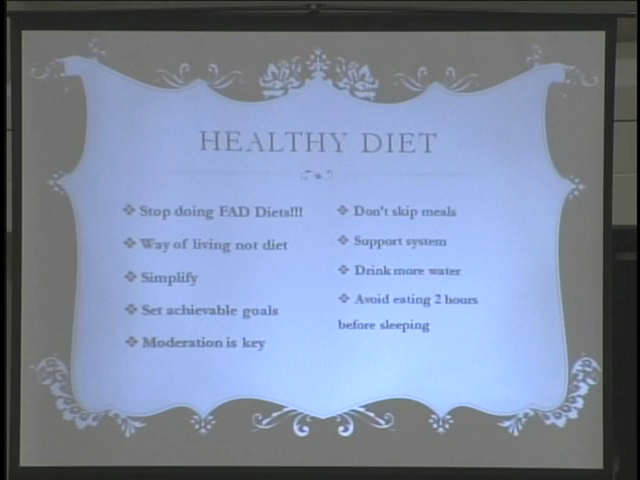 HEALTHY DIET
Stop doing FAD Diets!!!
Way of living not diet
Simplify
Set achievable goals
Moderation is key
Don't skip meals
Support system
Drink more water
Avoid eating 2 hours
before sleeping